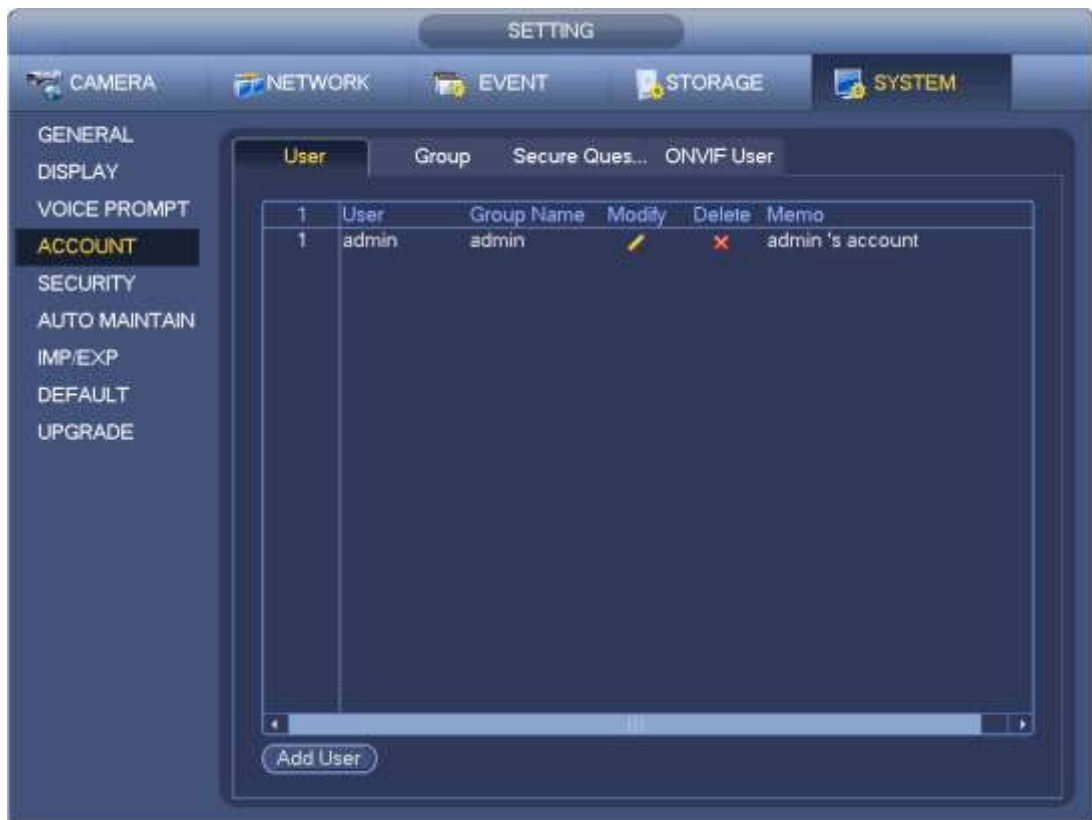 SETTING
CAMERA NETWORK EVENT STORAGE SYSTEM
GENERAL
DISPLAY
VOICE PROMPT
ACCOUNT
SECURITY
AUTO MAINTAIN
IMP/EXP
DEFAULT
UPGRADE
User Group Secure Ques... ONVIF User
1 User Group Name Modify Delete Memo
1 admin admin admin 's account
Add User